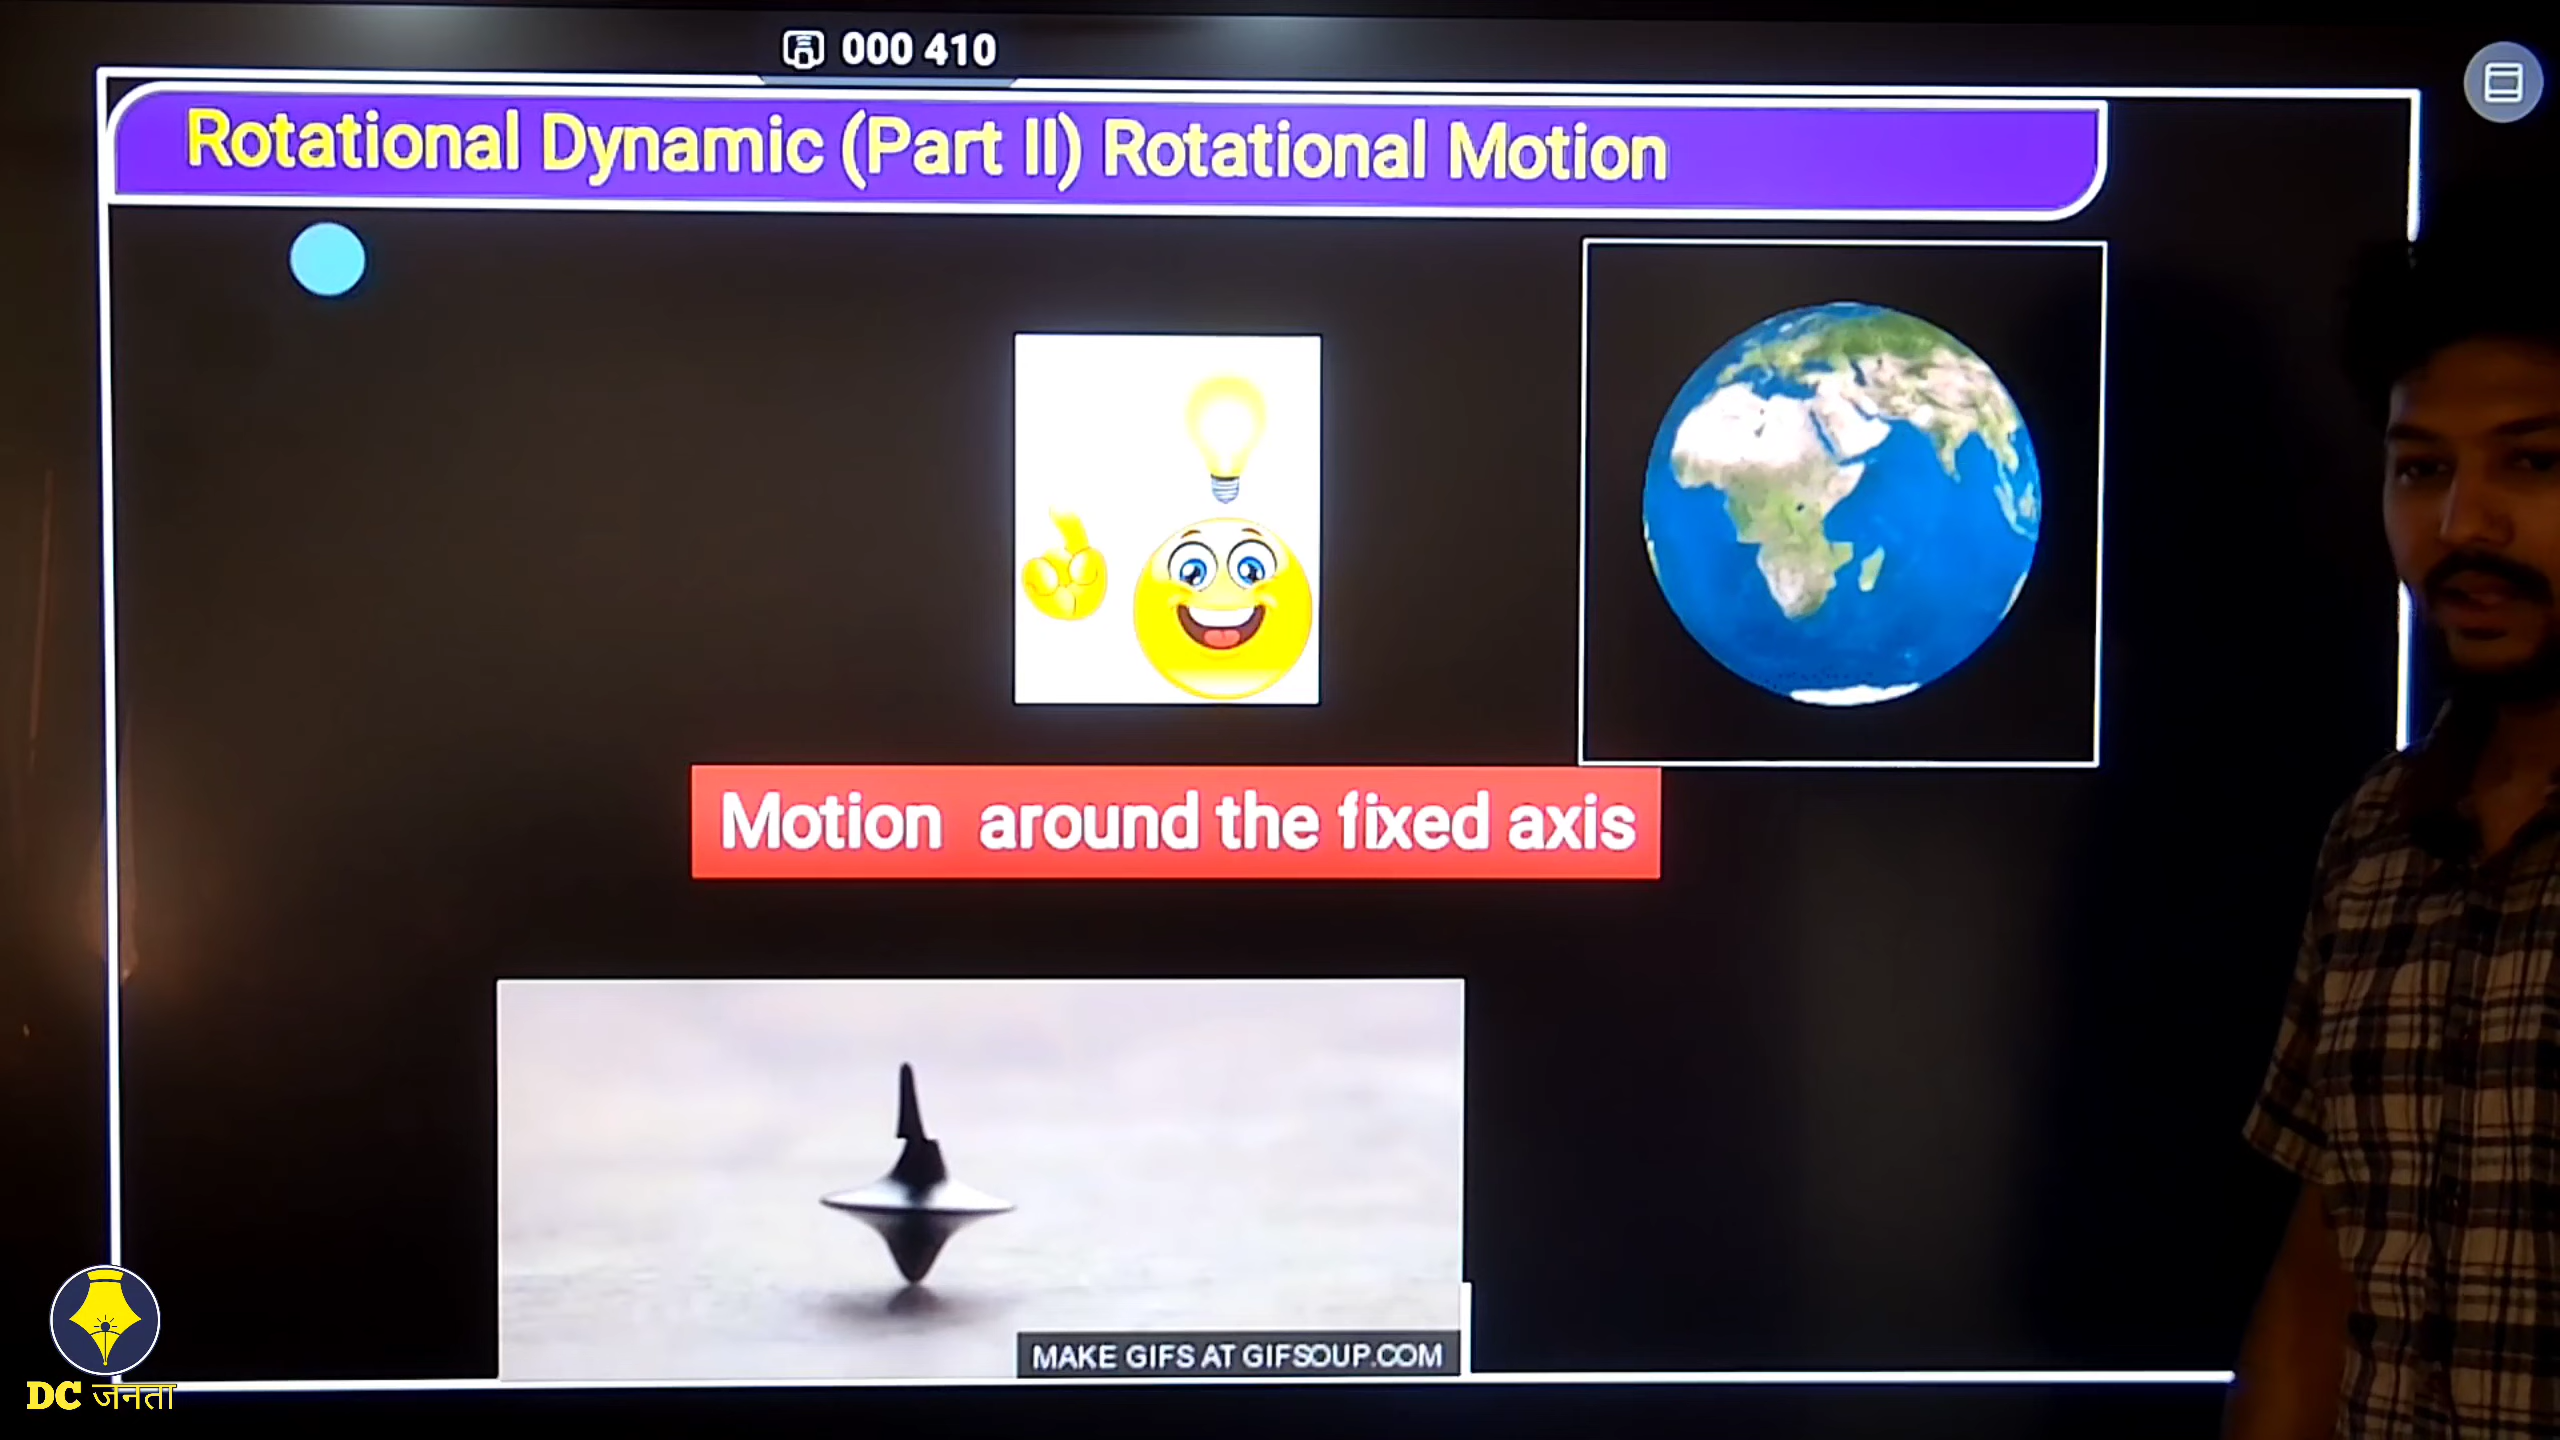 000 410
Rotational Dynamic (Part II) Rotational Motion
Motion around the fixed axis
MAKE GIFS AT GIFSOUP.COM
DC जनता